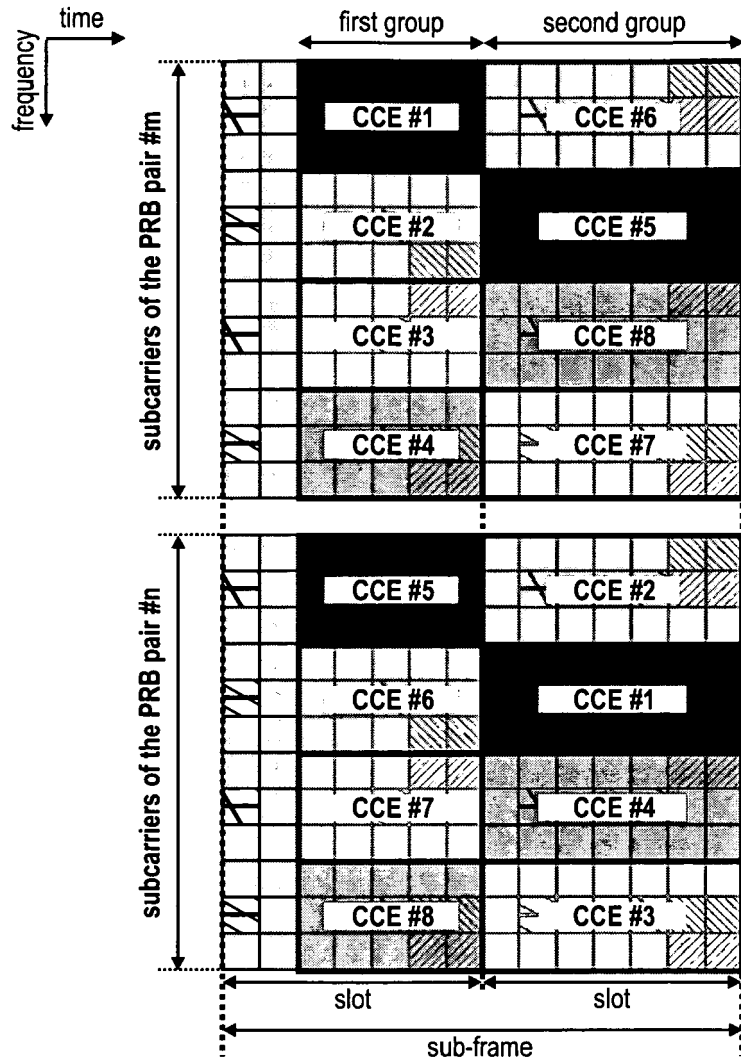 time
frequency
first group
second group
subcarriers of the PRB pair #m
CCE #1
CCE #6
CCE #2
CCE #5
CCE #3
CCE #8
CCE #4
CCE #7
subcarriers of the PRB pair #n
CCE #5
CCE #2
CCE #6
CCE #1
CCE #7
CCE #4
CCE #8
CCE #3
slot
slot
sub-frame